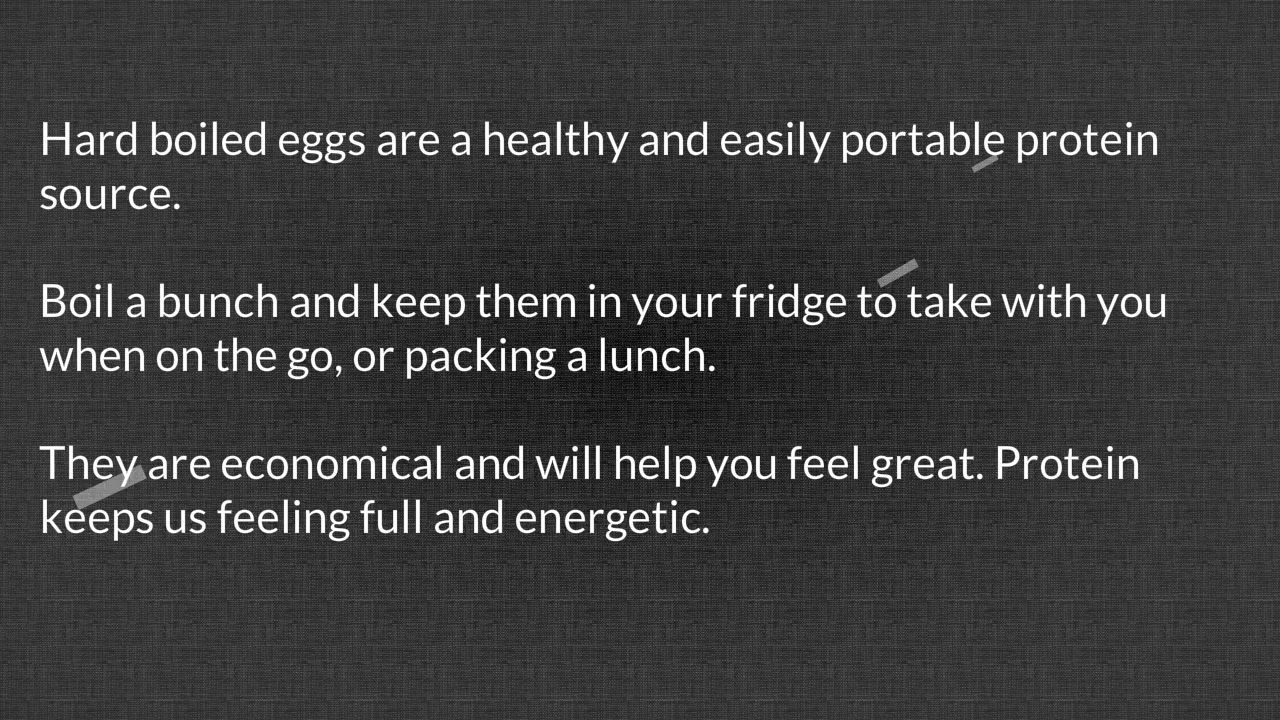 Hard boiled eggs are a healthy and easily portable protein
source.
Boil a bunch and keep them in your fridge to take with you
when on the go, or packing a lunch.
They are economical and will help you feel great. Protein
keeps us feeling full and energetic.